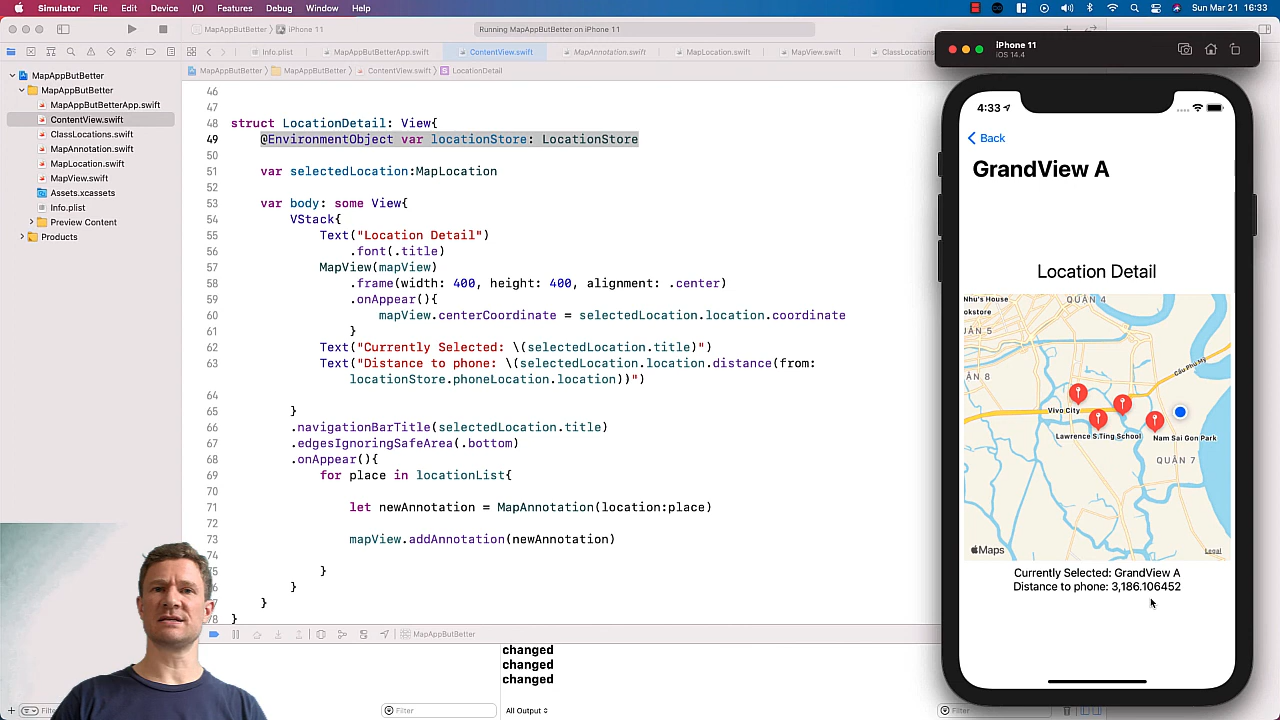 Simulator File Edit Device I/O Features Debug Window Help
Sun Mar 21 16:33
MapAppButBetter iPhone 11
Running MapAppButBetter on iPhone 11
Info.plist MapAppButBetterApp.swift ContentView.swift MapAnnotation.swift MapLocation.swift MapView.swift ClassLocations
MapAppButBetter MapAppButBetter ContentView.swift LocationDetail
MapAppButBetter
MapAppButBetter
MapAppButBetterApp.swift
ContentView.swift
ClassLocations.swift
MapAnnotation.swift
MapLocation.swift
MapView.swift
Assets.xcassets
Info.plist
Preview Content
Products
46
47
48 struct LocationDetail: View{
49 @EnvironmentObject var locationStore: LocationStore
50
51 var selectedLocation:MapLocation
52
53 var body: some View{
54 VStack{
55 Text("Location Detail")
56 .font(.title)
57 MapView(mapView)
58 .frame(width: 400, height: 400, alignment: .center)
59 .onAppear(){
60 mapView.centerCoordinate = selectedLocation.location.coordinate
61 }
62 Text("Currently Selected: \(selectedLocation.title)")
63 Text("Distance to phone: \(selectedLocation.location.distance(from:
locationStore.phoneLocation.location))")
64
65 }
66 .navigationBarTitle(selectedLocation.title)
67 .edgesIgnoringSafeArea(.bottom)
68 .onAppear(){
69 for place in locationList{
70
71 let newAnnotation = MapAnnotation(location:place)
72
73 mapView.addAnnotation(newAnnotation)
74
}
}
}
78 }
MapAppButBetter
changed
changed
changed
Filter
All Output
Filter
iPhone 11
iOS 14.4
4:33
Back
GrandView A
Location Detail
Nhu's House
okstore
QUẬN 4
QUẬN 7
Cầu Phú Mỹ
Vivo City
Lawrence S.Ting School
Nam Sai Gon Park
Maps
Legal
Currently Selected: GrandView A
Distance to phone: 3,186.106452